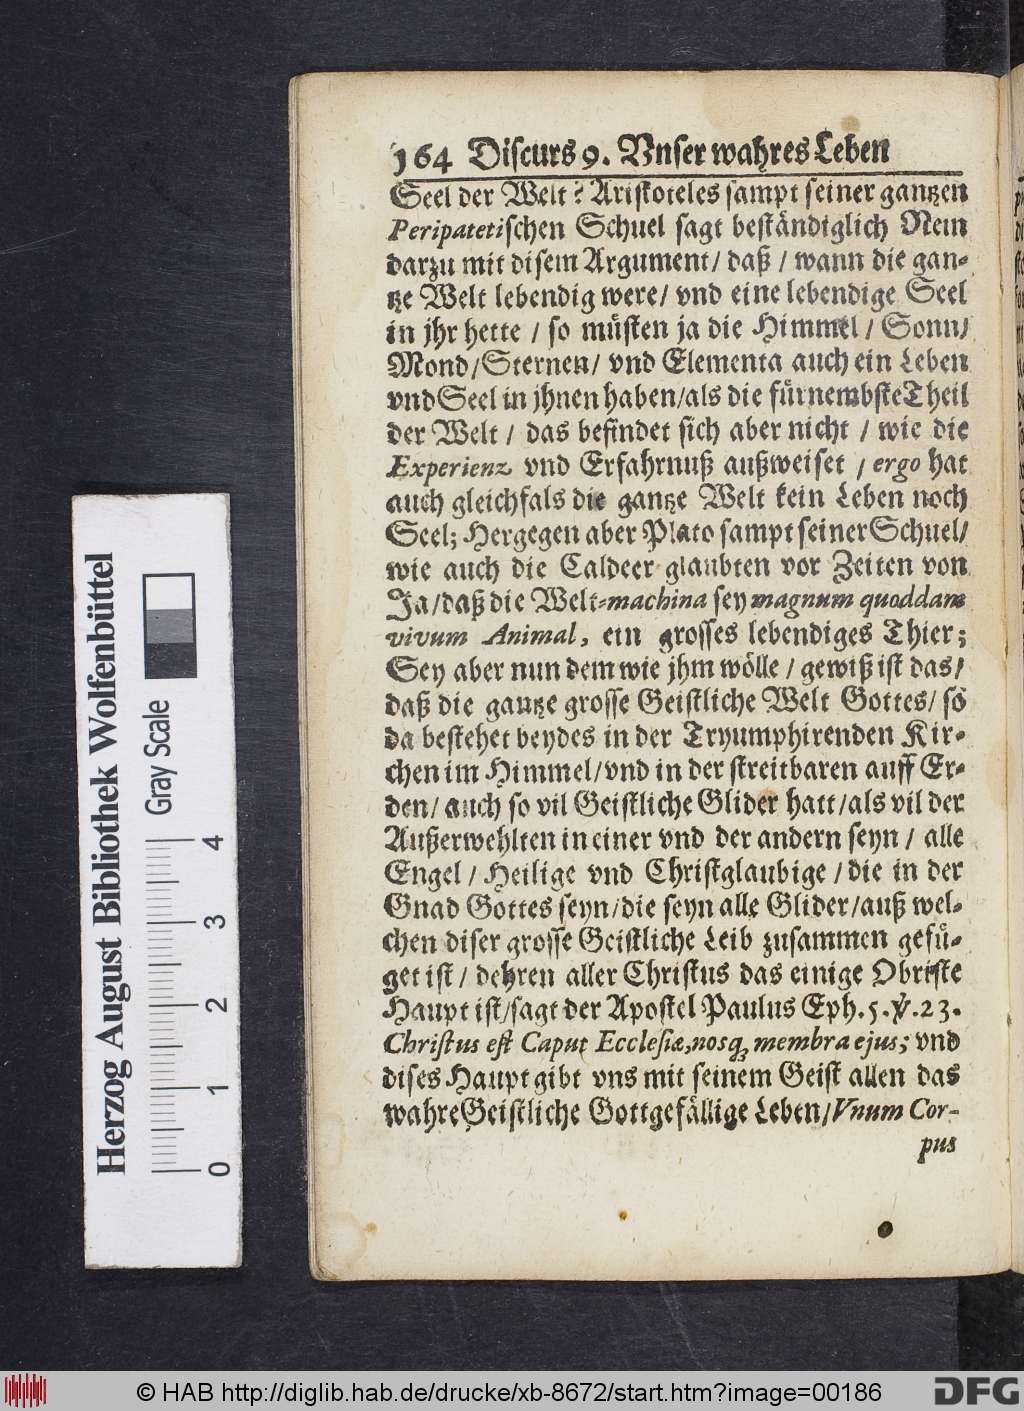 164 Discurs 9. Vnser wahres Leben
Seel der Welt? Aristoteles sampt seiner gantzen
Peripatetischen Schuel sagt beständiglich Nein
darzu mit disem Argument / daß / wann die gan-
tze Welt lebendig were / vnd eine lebendige Seel
in jhr hette / so müsten ja die Himmel / Sonn /
Mond / Sternen / vnd Elementa auch ein Leben
vnd Seel in jhnen haben / als die fürnembste Theil
der Welt / das befindet sich aber nicht / wie die
Experienz vnd Erfahrnuß außweiset / ergo hat
auch gleichfals die gantze Welt kein Leben noch
Seel; Hergegen aber Plato sampt seiner Schuel /
wie auch die Caldeer glaubten vor Zeiten von
Ja / daß die Welt-machina sey magnum quoddam
vivum Animal, ein grosses lebendiges Thier;
Sey aber nun dem wie jhm wölle / gewiß ist das /
daß die gantze grosse Geistliche Welt Gottes / so
da bestehet beydes in der Tryumphirenden Kir-
chen im Himmel / vnd in der streitbaren auff Er-
den / auch so vil Geistliche Glider hatt / als vil der
Außerwehlten in einer vnd der andern seyn / alle
Engel / Heilige vnd Christglaubige / die in der
Gnad Gottes seyn / die seyn alle Glider / auß wel-
chen diser grosse Geistliche Leib zusammen gefü-
get ist / dehren aller Christus das einige Obriste
Haupt ist / sagt der Apostel Paulus Eph. 5. ℣. 23.
Christus est Caput Ecclesiæ, nosq; membra ejus; vnd
dises Haupt gibt vns mit seinem Geist allen das
wahre Geistliche Gottgefällige Leben / Vnum Cor-
pus
Herzog August Bibliothek Wolfenbüttel
Gray Scale
0 1 2 3 4
© HAB http://diglib.hab.de/drucke/xb-8672/start.htm?image=00186
DFG